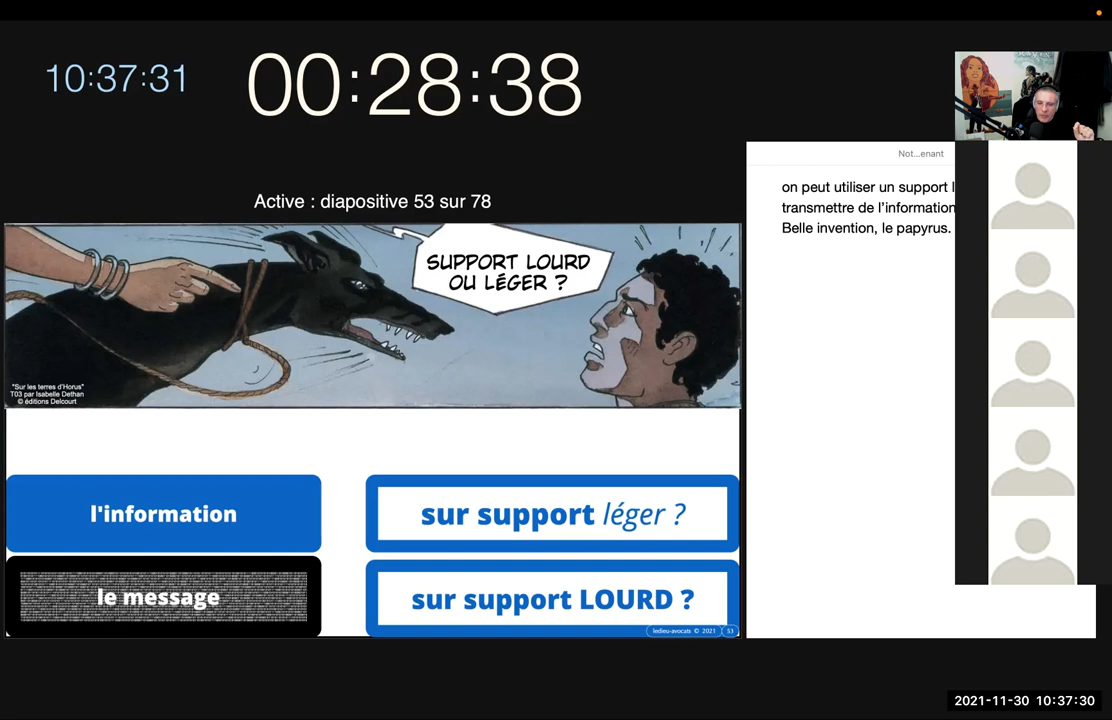 10:37:31
00:28:38
Not...enant
on peut utiliser un support l
transmettre de l'information
Belle invention, le papyrus.
Active : diapositive 53 sur 78
SUPPORT LOURD
OU LÉGER ?
"Sur les terres d'Horus"
T03 par Isabelle Dethan
© éditions Delcourt
l'information
sur support léger ?
le message
sur support LOURD ?
ledieu-avocats © 2021 53
2021-11-30 10:37:30